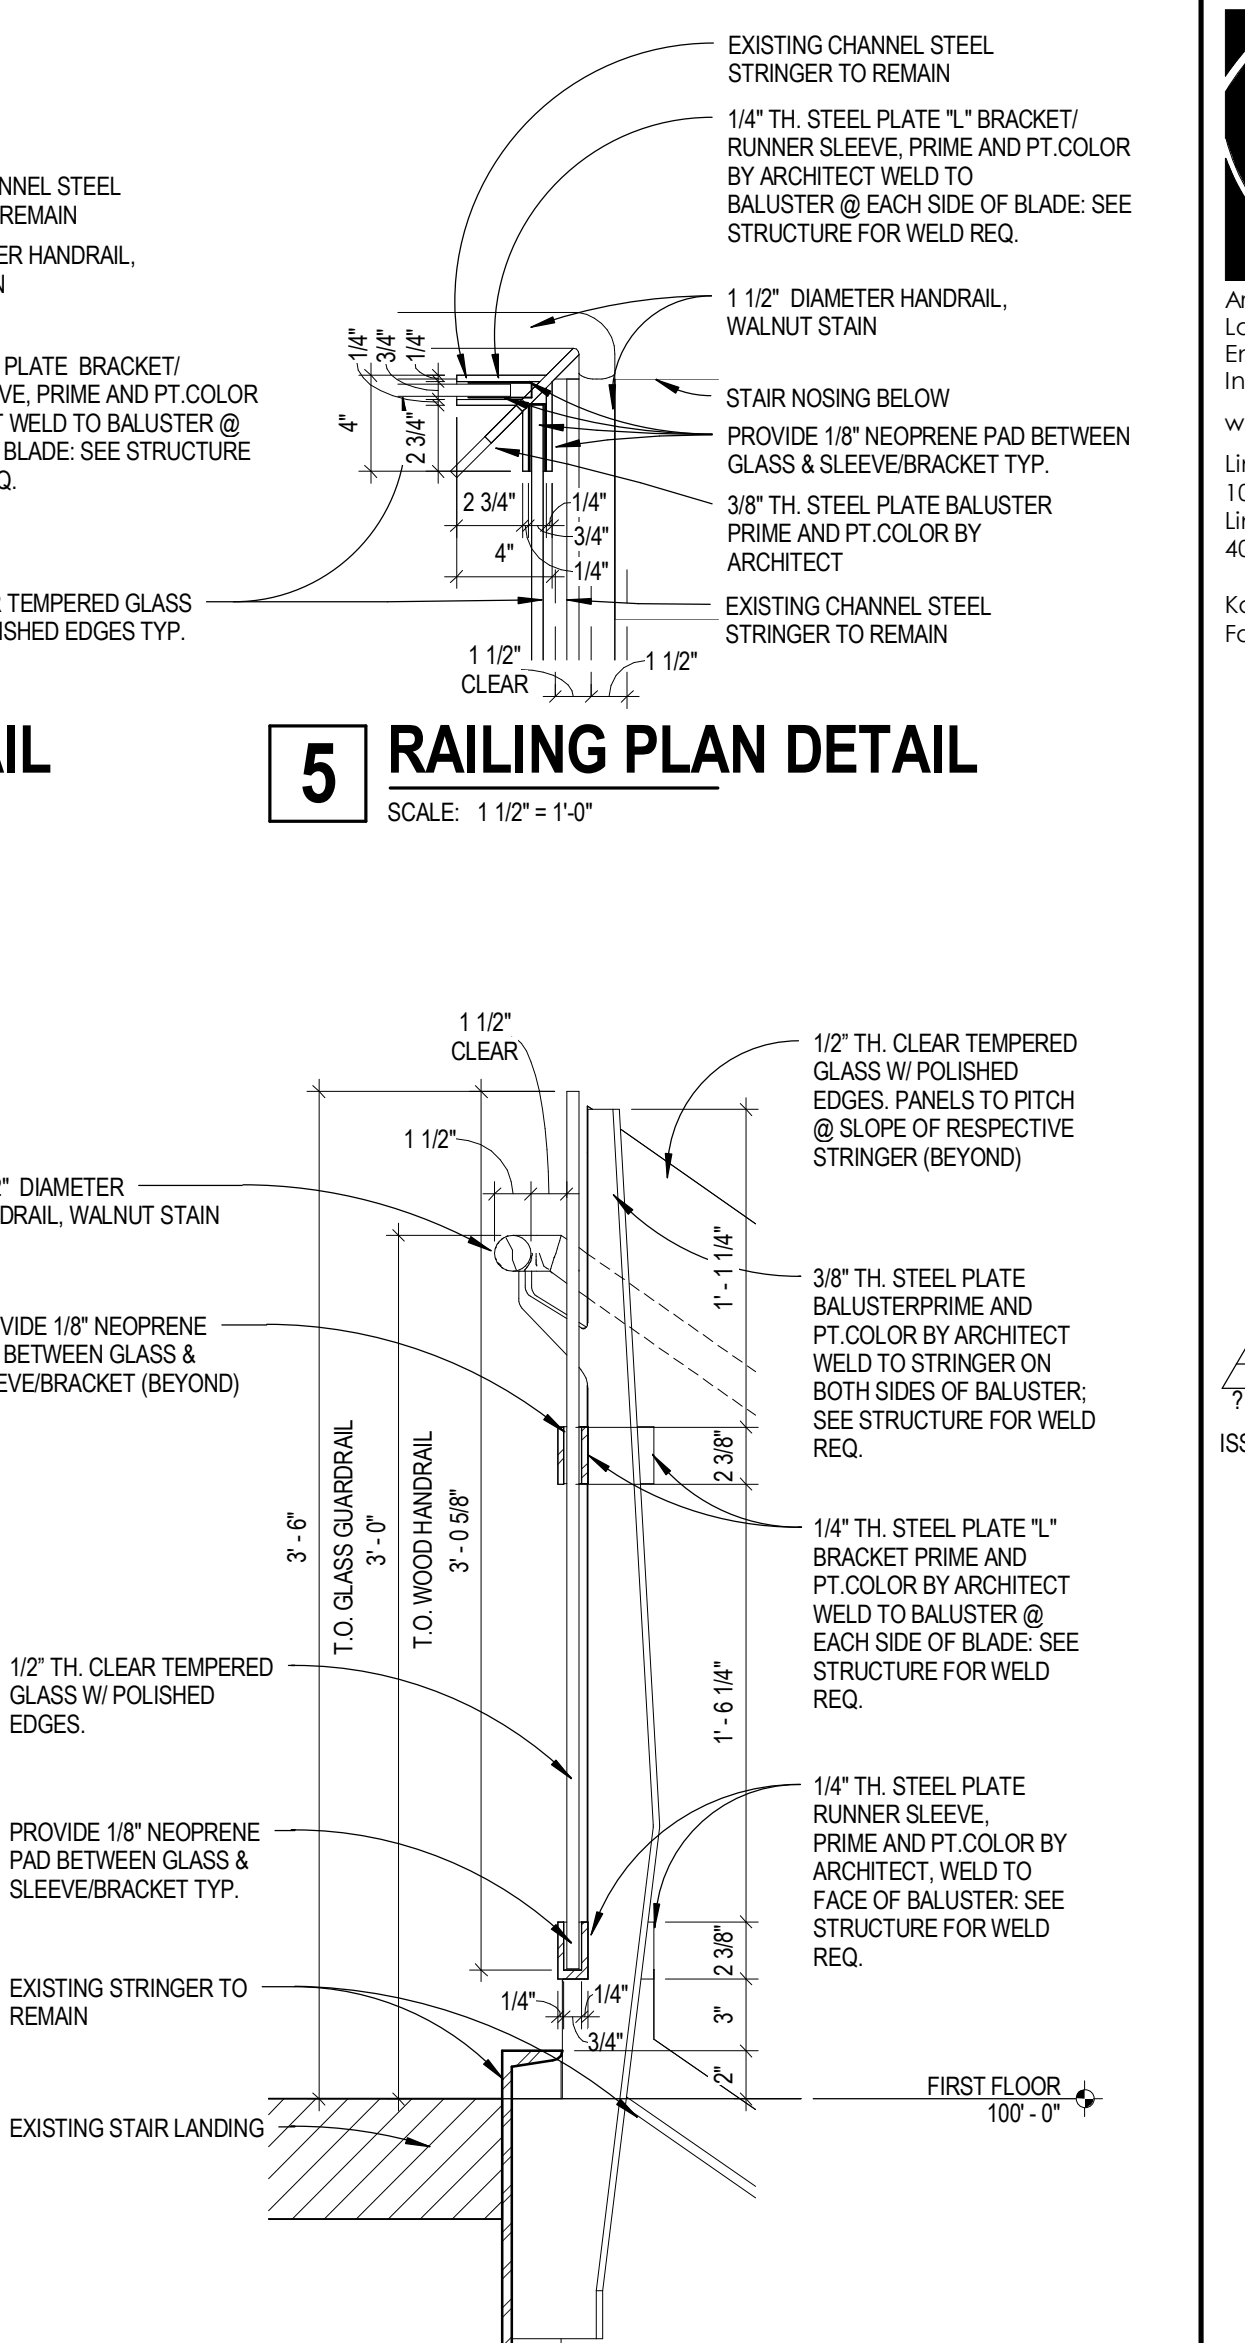 EXISTING CHANNEL STEEL
STRINGER TO REMAIN
1/4" TH. STEEL PLATE "L" BRACKET/
RUNNER SLEEVE, PRIME AND PT.COLOR
BY ARCHITECT WELD TO
BALUSTER @ EACH SIDE OF BLADE: SEE
STRUCTURE FOR WELD REQ.
1 1/2" DIAMETER HANDRAIL,
WALNUT STAIN
STAIR NOSING BELOW
PROVIDE 1/8" NEOPRENE PAD BETWEEN
GLASS & SLEEVE/BRACKET TYP.
3/8" TH. STEEL PLATE BALUSTER
PRIME AND PT.COLOR BY
ARCHITECT
EXISTING CHANNEL STEEL
STRINGER TO REMAIN
STEEL
REMAIN
HANDRAIL,
PLATE BRACKET/
PRIME AND PT.COLOR
WELD TO BALUSTER @
BLADE: SEE STRUCTURE
TEMPERED GLASS
EDGES TYP.
1/4"
3/4"
1/4"
4"
2 3/4"
2 3/4"
4"
1/4"
3/4"
1/4"
1 1/2"
CLEAR
1 1/2"
5
RAILING PLAN DETAIL
SCALE: 1 1/2" = 1'-0"
1 1/2"
CLEAR
1 1/2"
DIAMETER
WALNUT STAIN
1/8" NEOPRENE
BETWEEN GLASS &
(BEYOND)
3' - 6"
T.O. GLASS GUARDRAIL
3' - 0"
T.O. WOOD HANDRAIL
3' - 0 5/8"
1/2” TH. CLEAR TEMPERED
GLASS W/ POLISHED
EDGES.
PROVIDE 1/8" NEOPRENE
PAD BETWEEN GLASS &
SLEEVE/BRACKET TYP.
EXISTING STRINGER TO
REMAIN
EXISTING STAIR LANDING
1/4"
1/4"
3/4"
1' - 1 1/4"
2 3/8"
1' - 6 1/4"
2 3/8"
3"
2"
1/2” TH. CLEAR TEMPERED
GLASS W/ POLISHED
EDGES. PANELS TO PITCH
@ SLOPE OF RESPECTIVE
STRINGER (BEYOND)
3/8" TH. STEEL PLATE
BALUSTERPRIME AND
PT.COLOR BY ARCHITECT
WELD TO STRINGER ON
BOTH SIDES OF BALUSTER;
SEE STRUCTURE FOR WELD
REQ.
1/4" TH. STEEL PLATE "L"
BRACKET PRIME AND
PT.COLOR BY ARCHITECT
WELD TO BALUSTER @
EACH SIDE OF BLADE: SEE
STRUCTURE FOR WELD
REQ.
1/4" TH. STEEL PLATE
RUNNER SLEEVE,
PRIME AND PT.COLOR BY
ARCHITECT, WELD TO
FACE OF BALUSTER: SEE
STRUCTURE FOR WELD
REQ.
FIRST FLOOR
100' - 0"
?